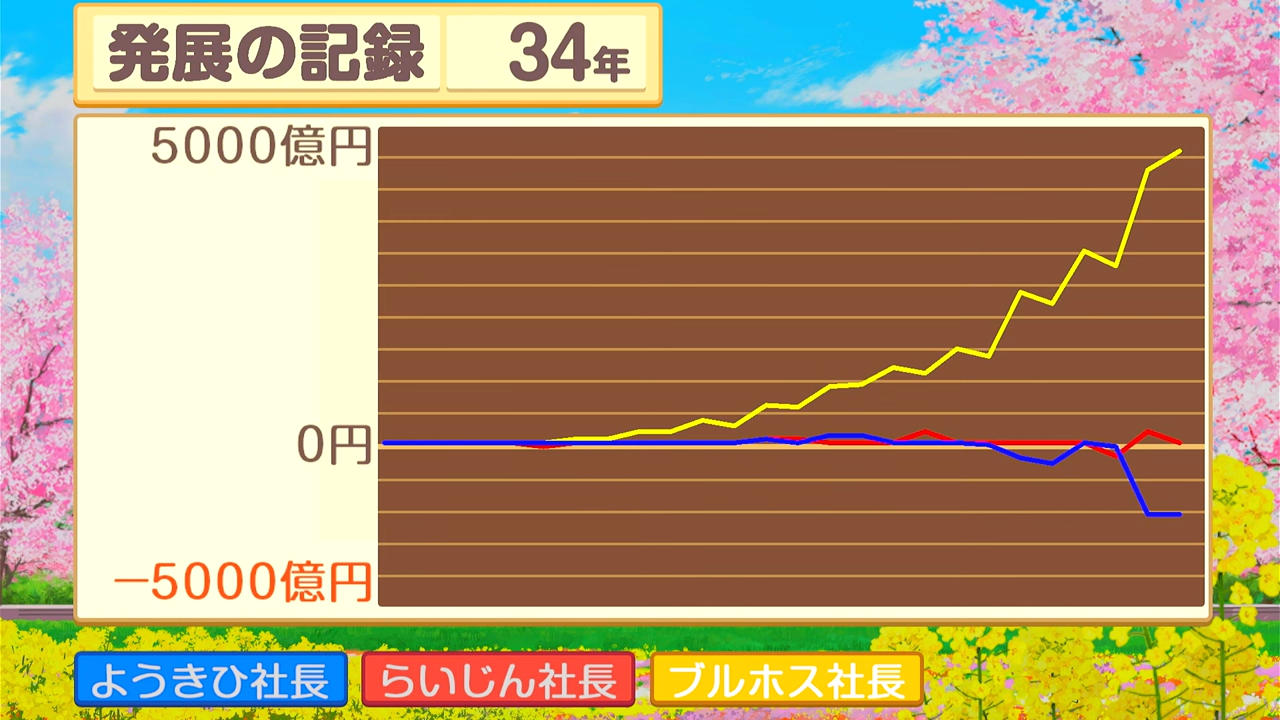 発展の記録 34年
5000億円
0円
−5000億円
ようきひ社長 らいじん社長 ブルホス社長